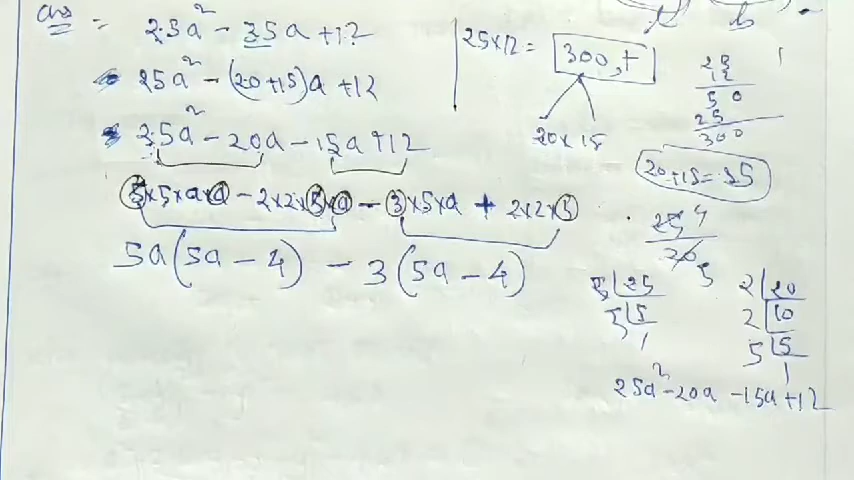 ans = 25a² - 35a + 12
25a² - (20+15)a + 12
25a² - 20a - 15a + 12
5×5×a×a - 2×2×5×a - 3×5×a + 2×2×3
5a(5a - 4) - 3(5a - 4)
25×12 = 300, +
20 × 15
25
12
50
25
300
20+15=35
5 25
5 5
1
2 20
2 10
5 5
1
25a² - 20a - 15a + 12